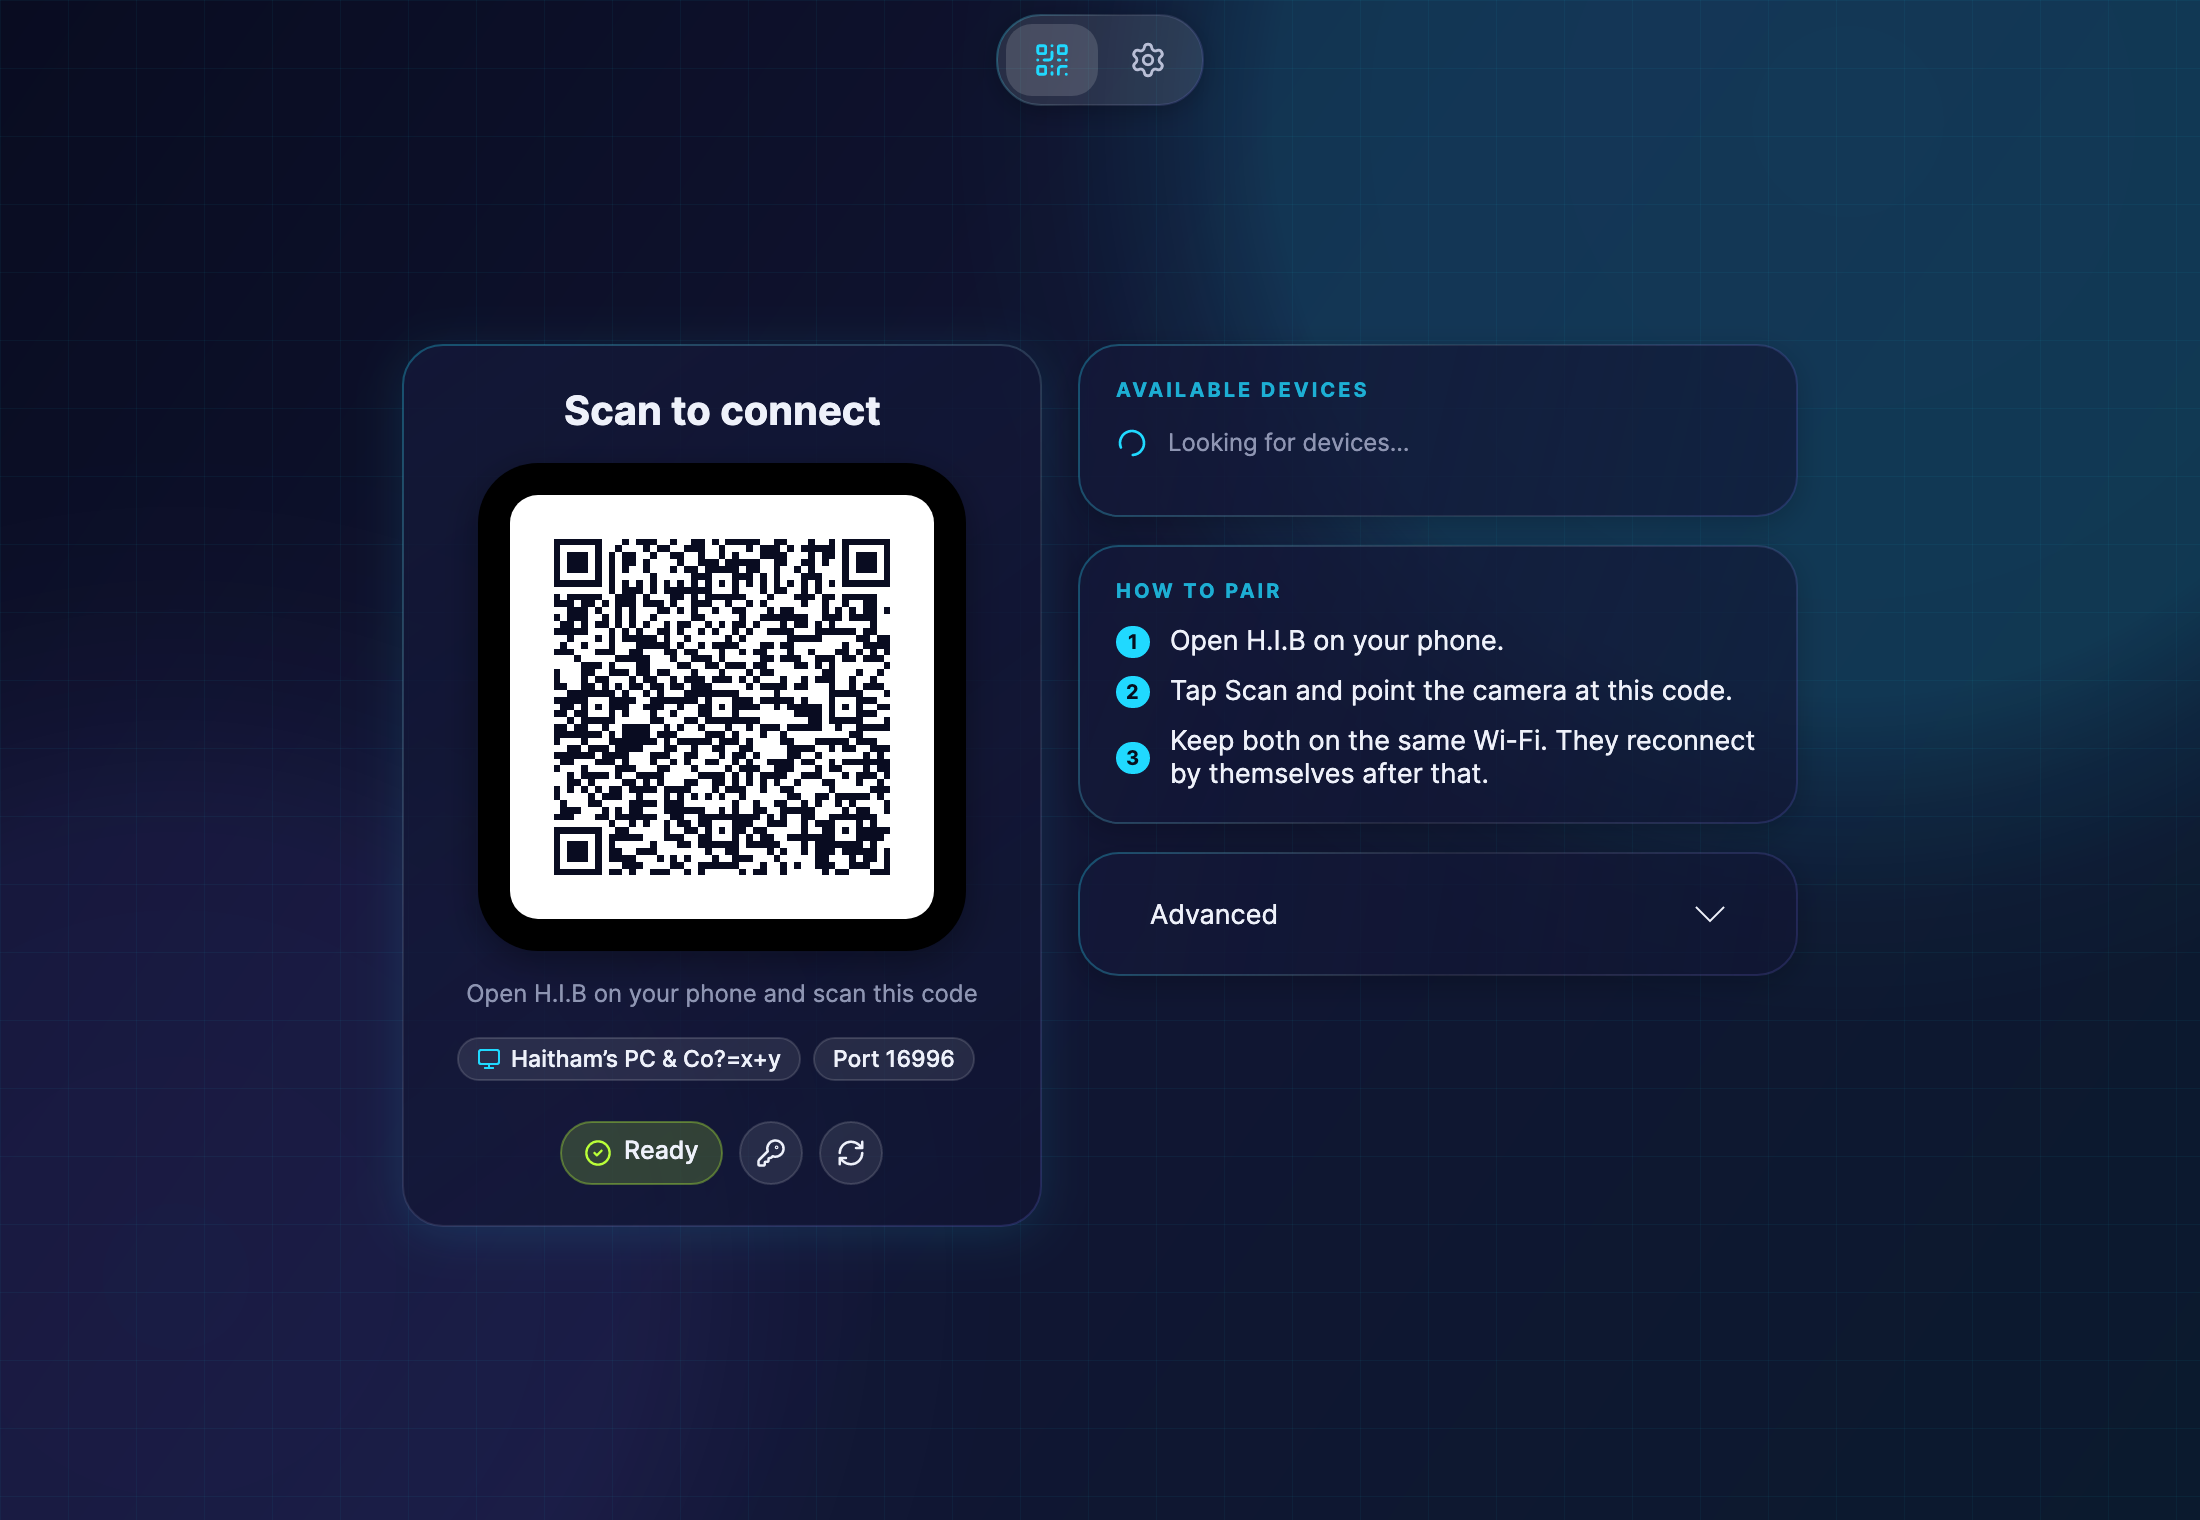 Scan to connect
Open H.I.B on your phone and scan this code
Haitham’s PC & Co?=x+y
Port 16996
Ready
AVAILABLE DEVICES
Looking for devices...
HOW TO PAIR
1 Open H.I.B on your phone.
2 Tap Scan and point the camera at this code.
3 Keep both on the same Wi-Fi. They reconnect
by themselves after that.
Advanced